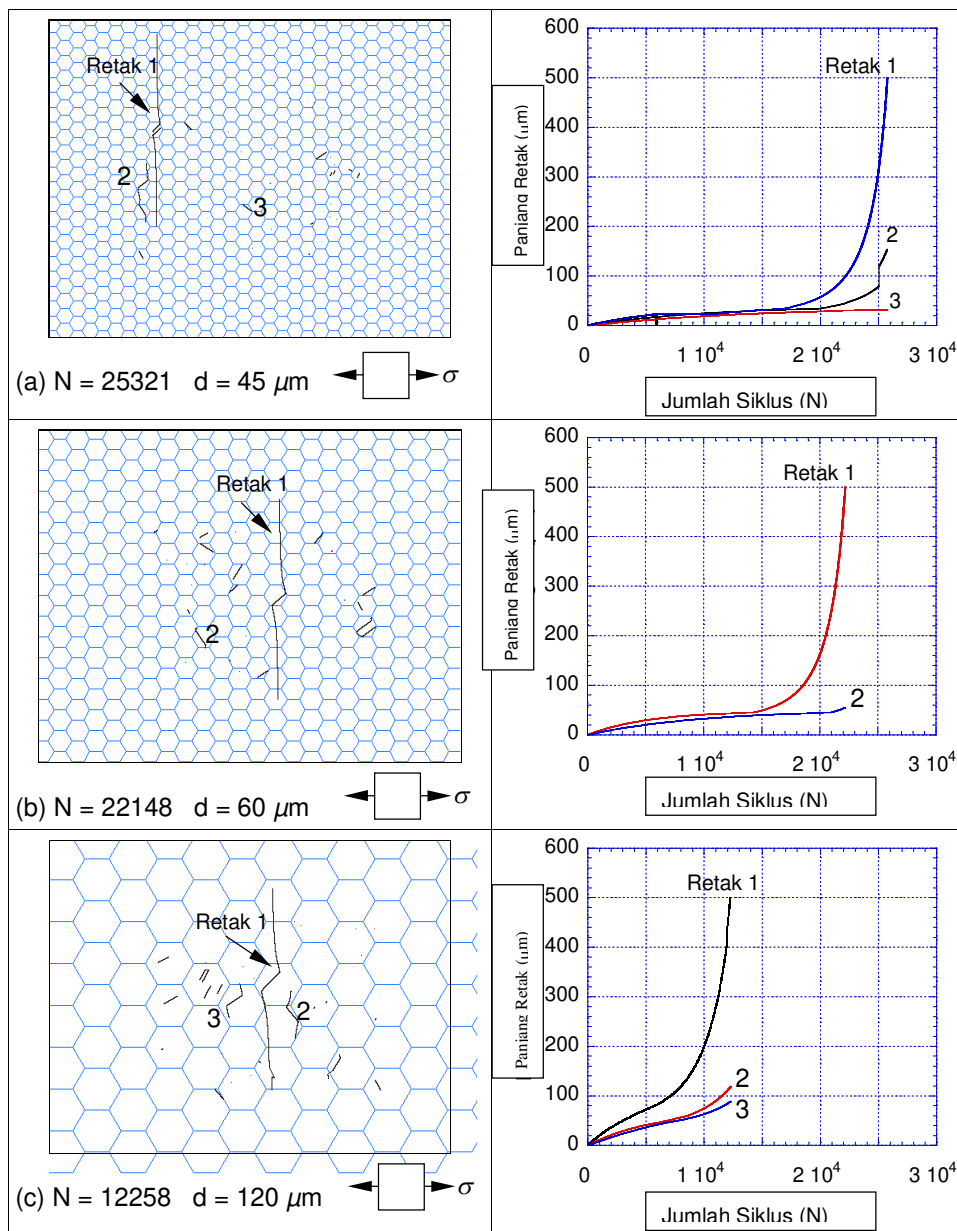 Retak 1
2
3
(a) N = 25321 d = 45 μm
σ
600
500
400
300
200
100
0
Paniang Retak (μm)
Retak 1
2
3
0 1 10⁴ 2 10⁴ 3 10⁴
Jumlah Siklus (N)
Retak 1
2
(b) N = 22148 d = 60 μm
σ
600
500
400
300
200
100
0
Paniang Retak (μm)
Retak 1
2
0 1 10⁴ 2 10⁴ 3 10⁴
Jumlah Siklus (N)
Retak 1
3
2
(c) N = 12258 d = 120 μm
σ
600
500
400
300
200
100
0
Paniang Retak (μm)
Retak 1
2
3
0 1 10⁴ 2 10⁴ 3 10⁴
Jumlah Siklus (N)